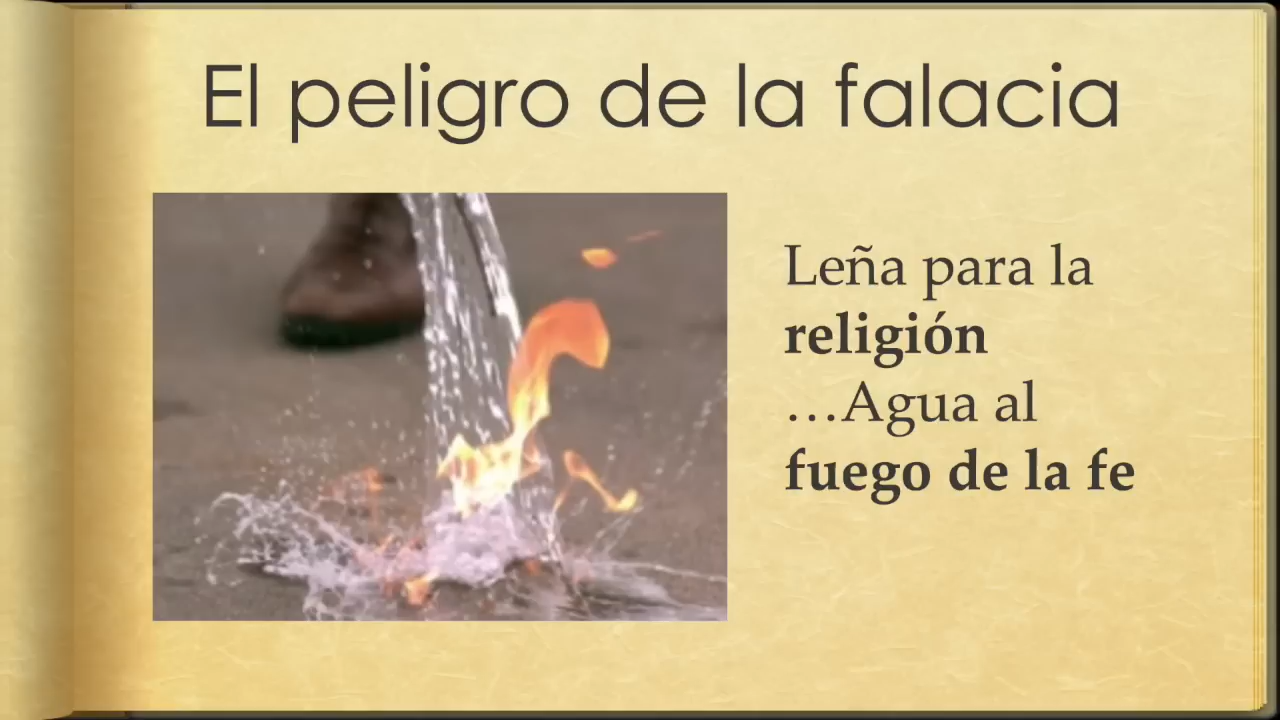 El peligro de la falacia
Leña para la
religión
…Agua al
fuego de la fe